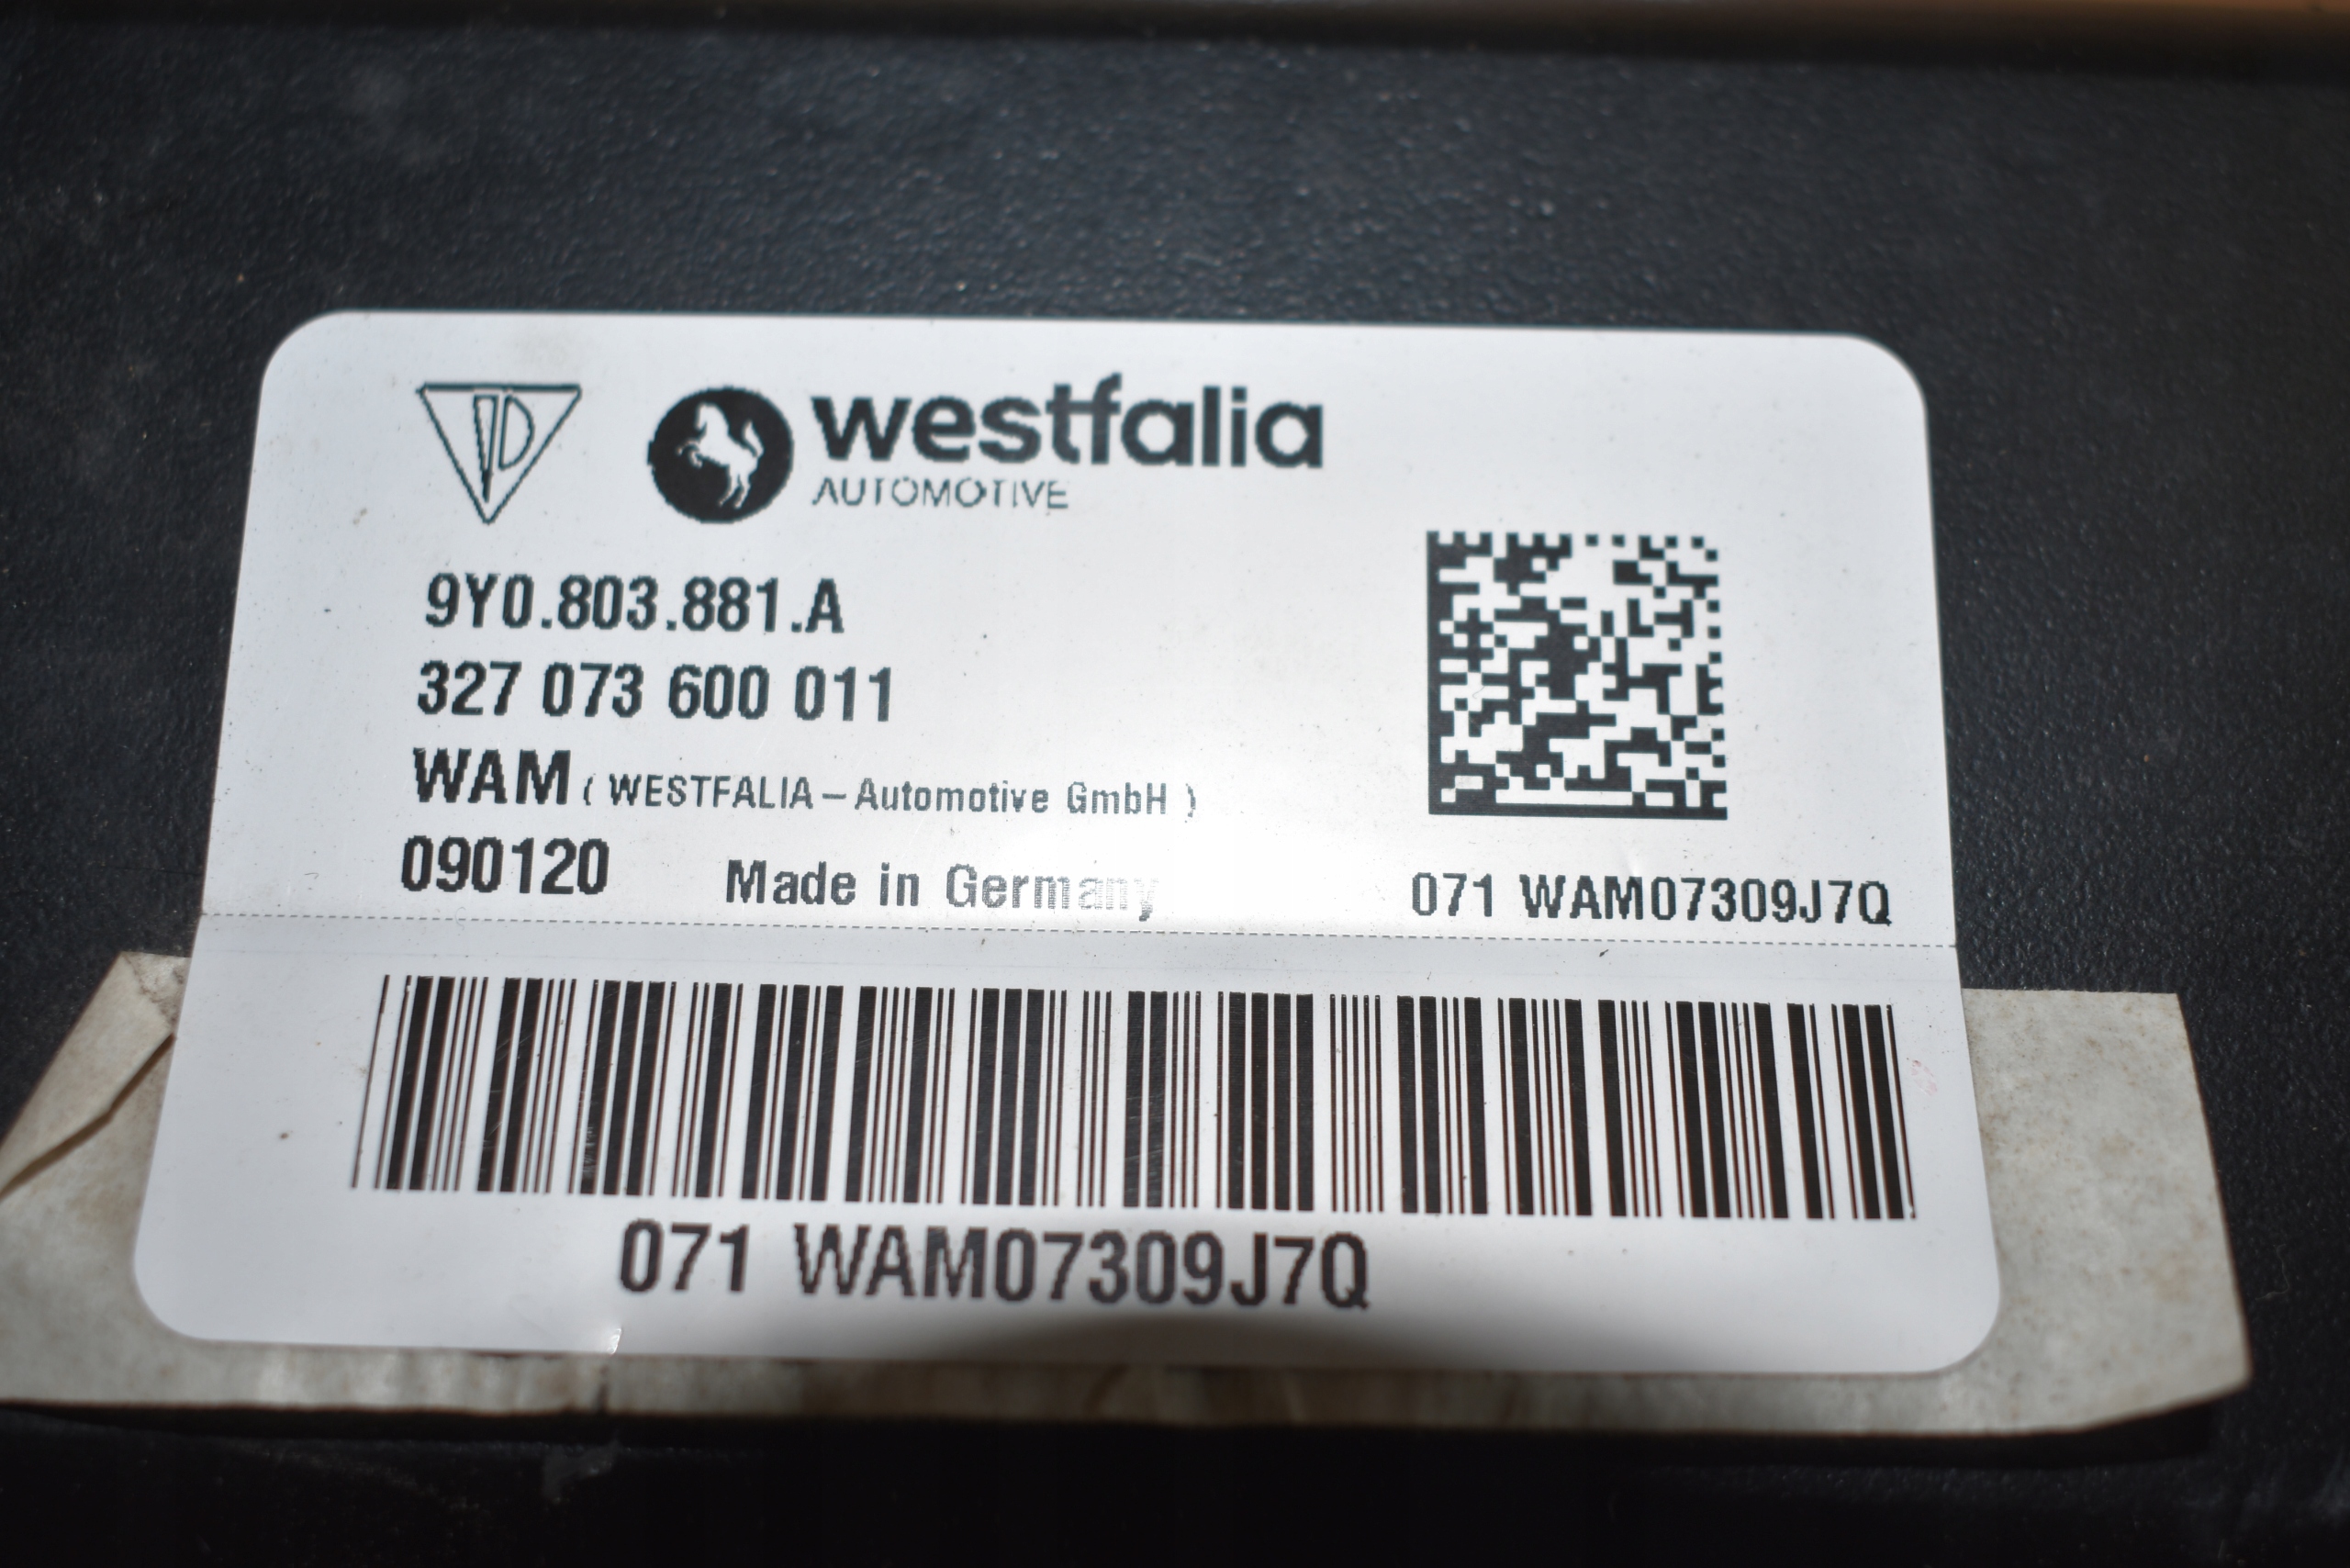 westfalia
AUTOMOTIVE
9Y0.803.881.A
327 073 600 011
WAM ( WESTFALIA – Automotive GmbH )
090120 Made in Germany
071 WAM07309J7Q
071 WAM07309J7Q